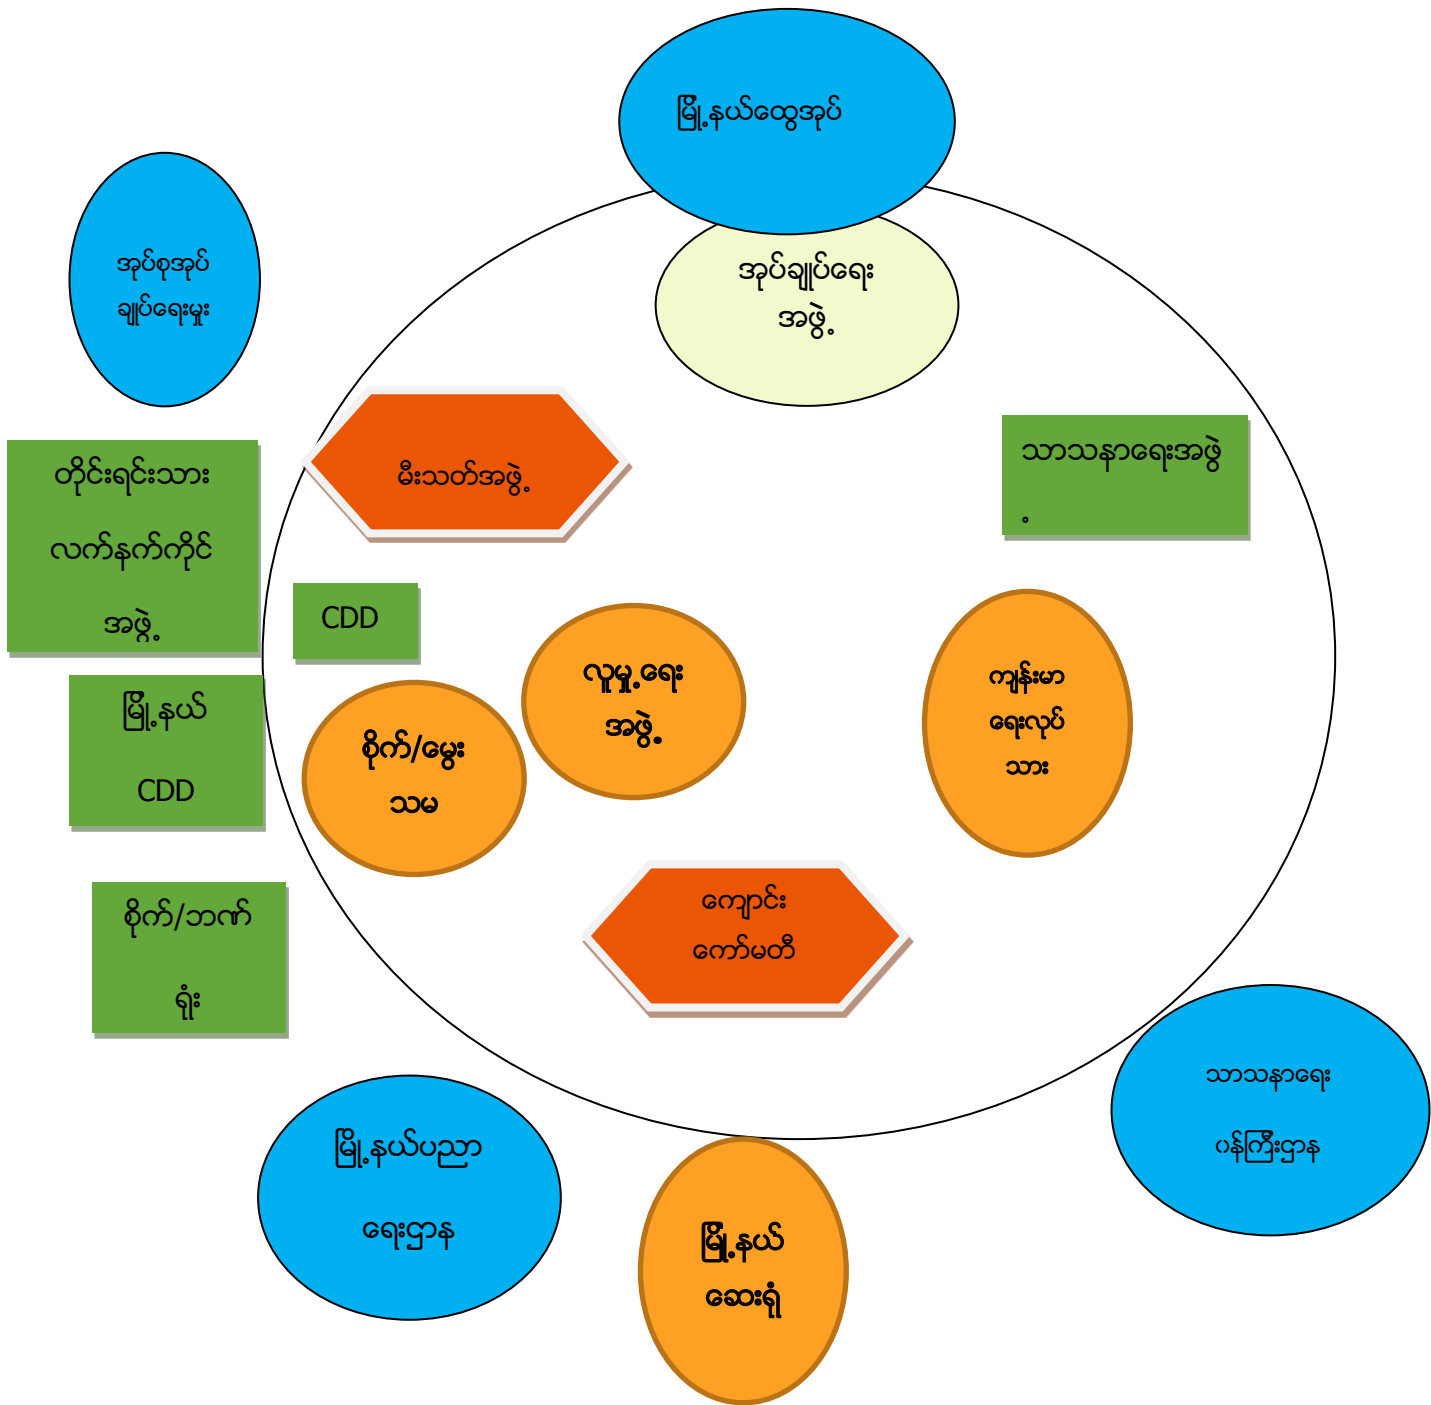 မြို့နယ်ထွေအုပ်
အုပ်စုအုပ်
ချုပ်ရေးမှုး
အုပ်ချုပ်ရေး
အဖွဲ့
မီးသတ်အဖွဲ့
သာသနာရေးအဖွဲ
့
တိုင်းရင်းသား
လက်နက်ကိုင်
အဖွဲ့
CDD
လူမှု့ရေး
အဖွဲ့
ကျန်းမာ
ရေးလုပ်
သား
မြို့နယ်
CDD
စိုက်/မွေး
သမ
စိုက်/ဘဏ်
ရုံး
ကျောင်း
ကော်မတီ
သာသနာရေး
ဝန်ကြီးဌာန
မြို့နယ်ပညာ
ရေးဌာန
မြို့နယ်
ဆေးရုံ